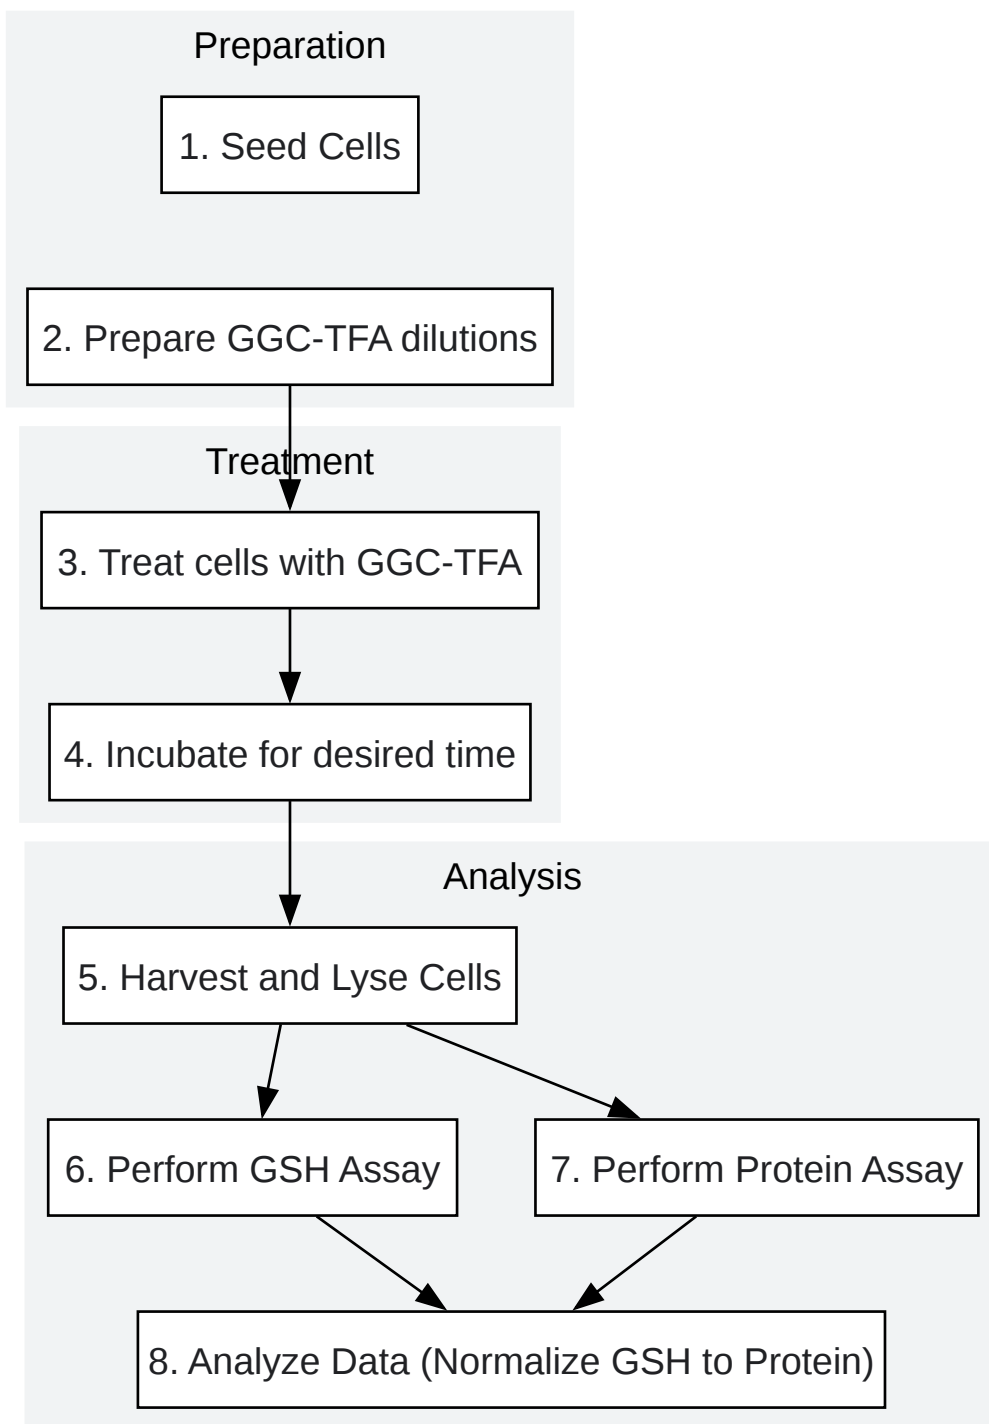 Preparation
1. Seed Cells
2. Prepare GGC-TFA dilutions
Treatment
3. Treat cells with GGC-TFA
4. Incubate for desired time
Analysis
5. Harvest and Lyse Cells
6. Perform GSH Assay
7. Perform Protein Assay
8. Analyze Data (Normalize GSH to Protein)